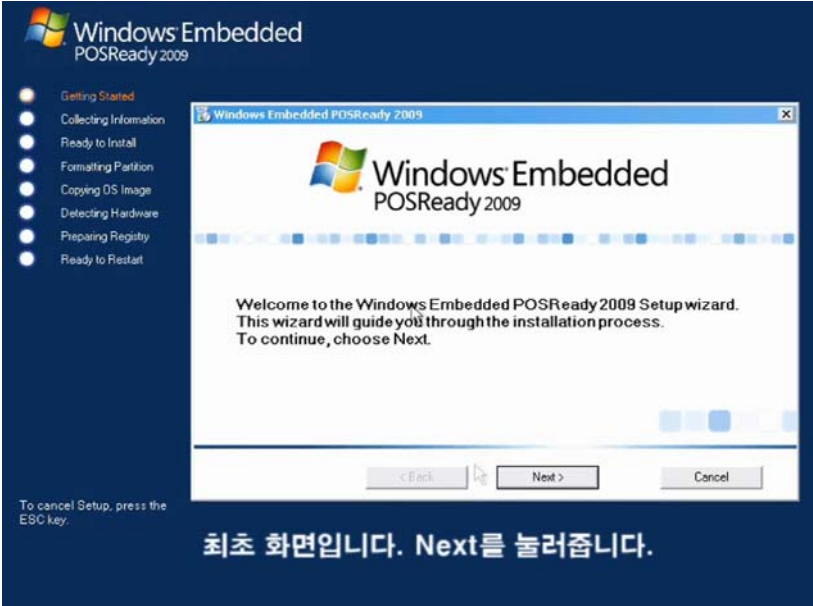 Windows Embedded
POSReady 2009
Getting Started
Collecting Information
Ready to Install
Formatting Partition
Copying OS Image
Detecting Hardware
Preparing Registry
Ready to Restart
Windows Embedded POSReady 2009
Windows Embedded
POSReady 2009
Welcome to the Windows Embedded POSReady 2009 Setup wizard.
This wizard will guide you through the installation process.
To continue, choose Next.
< Back
Next >
Cancel
To cancel Setup, press the
ESC key.
최초 화면입니다. Next를 눌러줍니다.